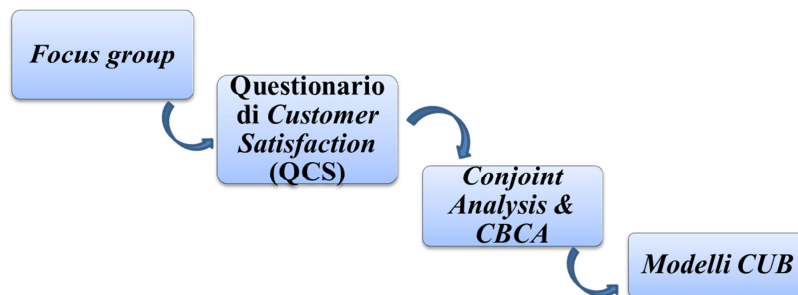 Focus group
Questionario
di Customer
Satisfaction
(QCS)
Conjoint
Analysis &
CBCA
Modelli CUB